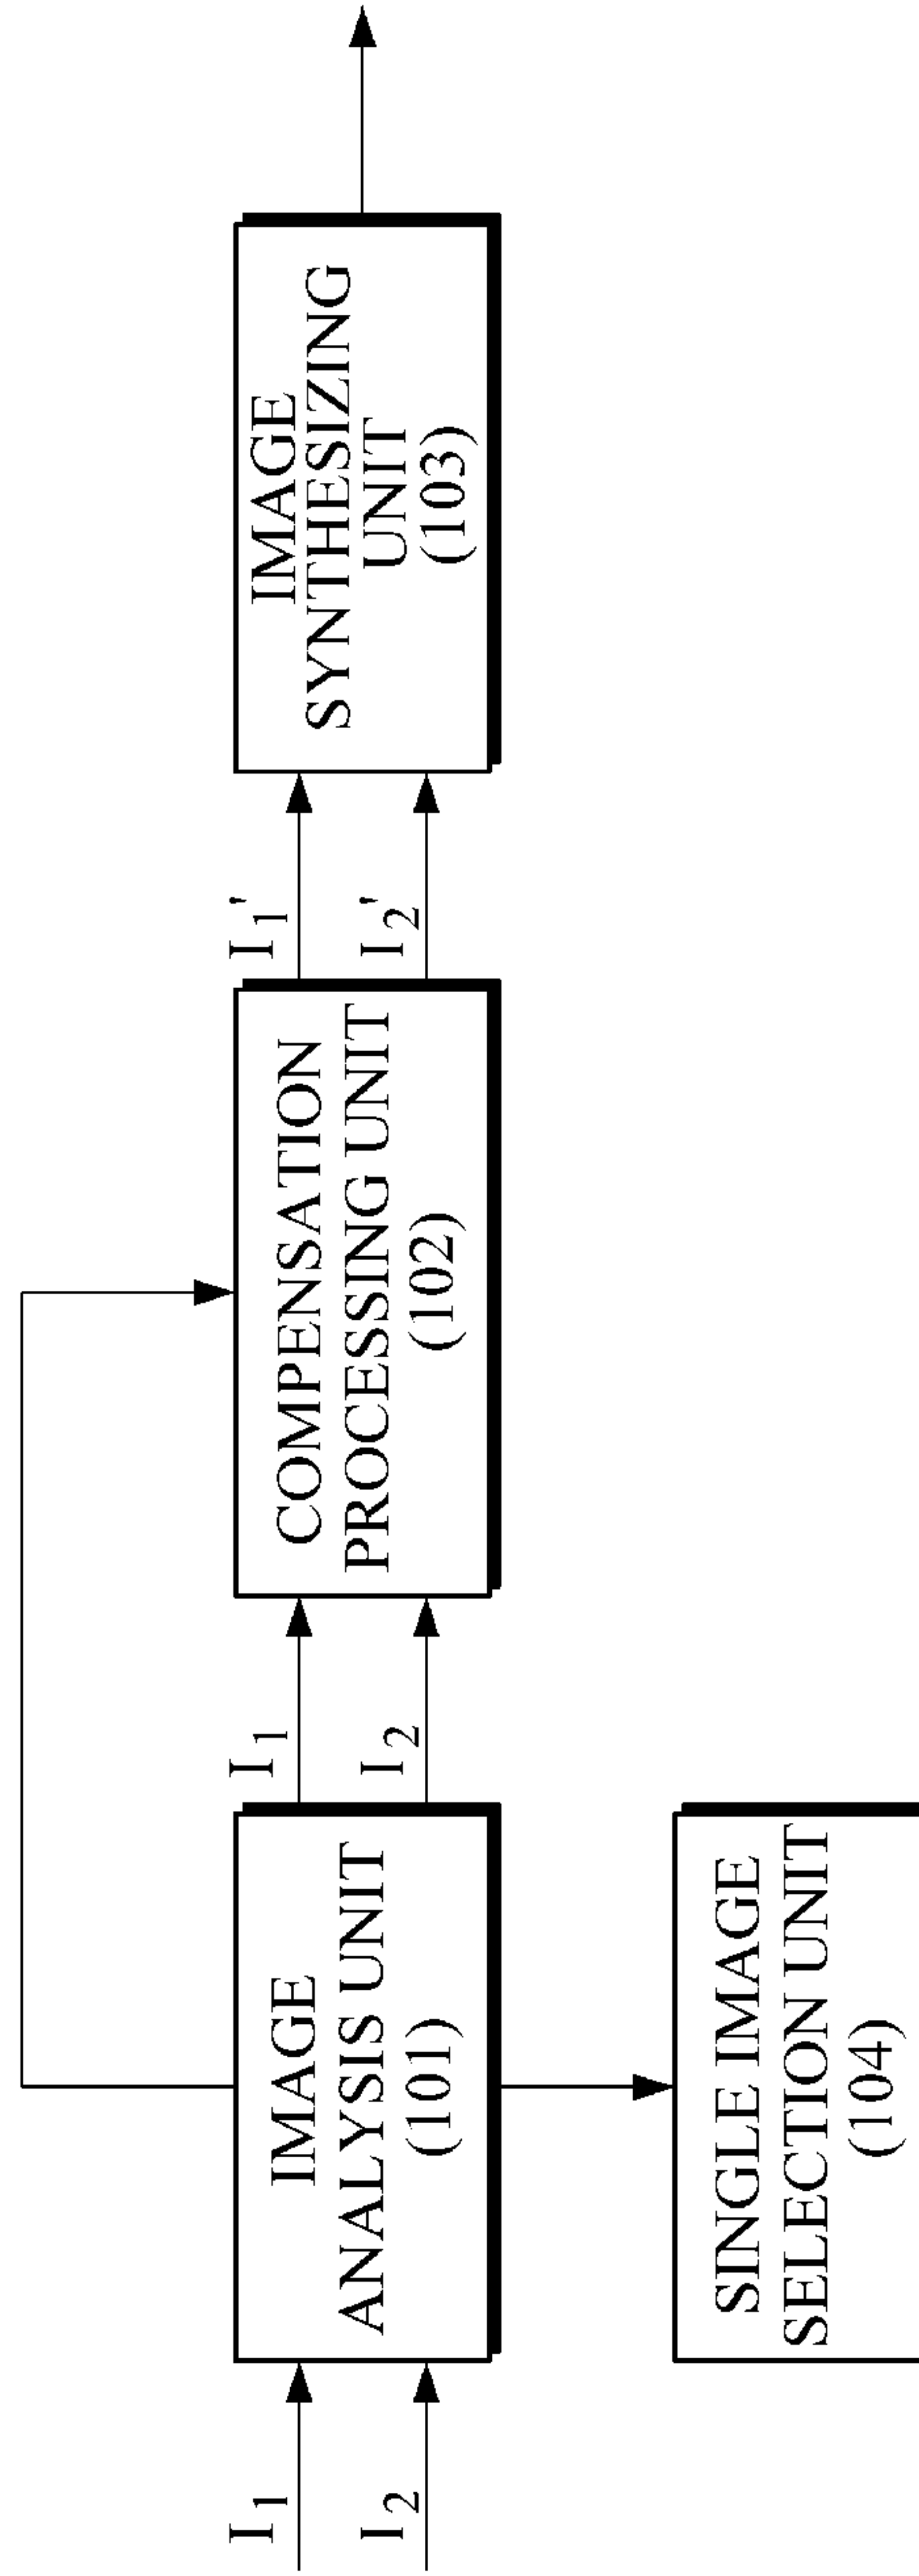 I1
I2
IMAGE
ANALYSIS UNIT
(101)
I1
I2
COMPENSATION
PROCESSING UNIT
(102)
I1'
I2'
IMAGE
SYNTHESIZING
UNIT
(103)
SINGLE IMAGE
SELECTION UNIT
(104)